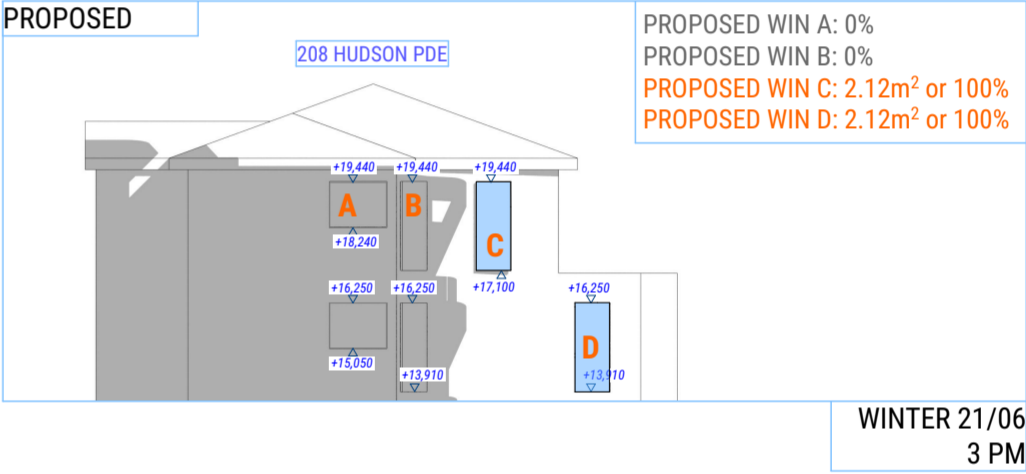 PROPOSED
PROPOSED WIN A: 0%
PROPOSED WIN B: 0%
PROPOSED WIN C: 2.12m² or 100%
PROPOSED WIN D: 2.12m² or 100%
208 HUDSON PDE
+19,440 +19,440 +19,440
A B C
+18,240
+17,100
+16,250 +16,250 +16,250
D
+15,050
+13,910 +13,910
WINTER 21/06
3 PM